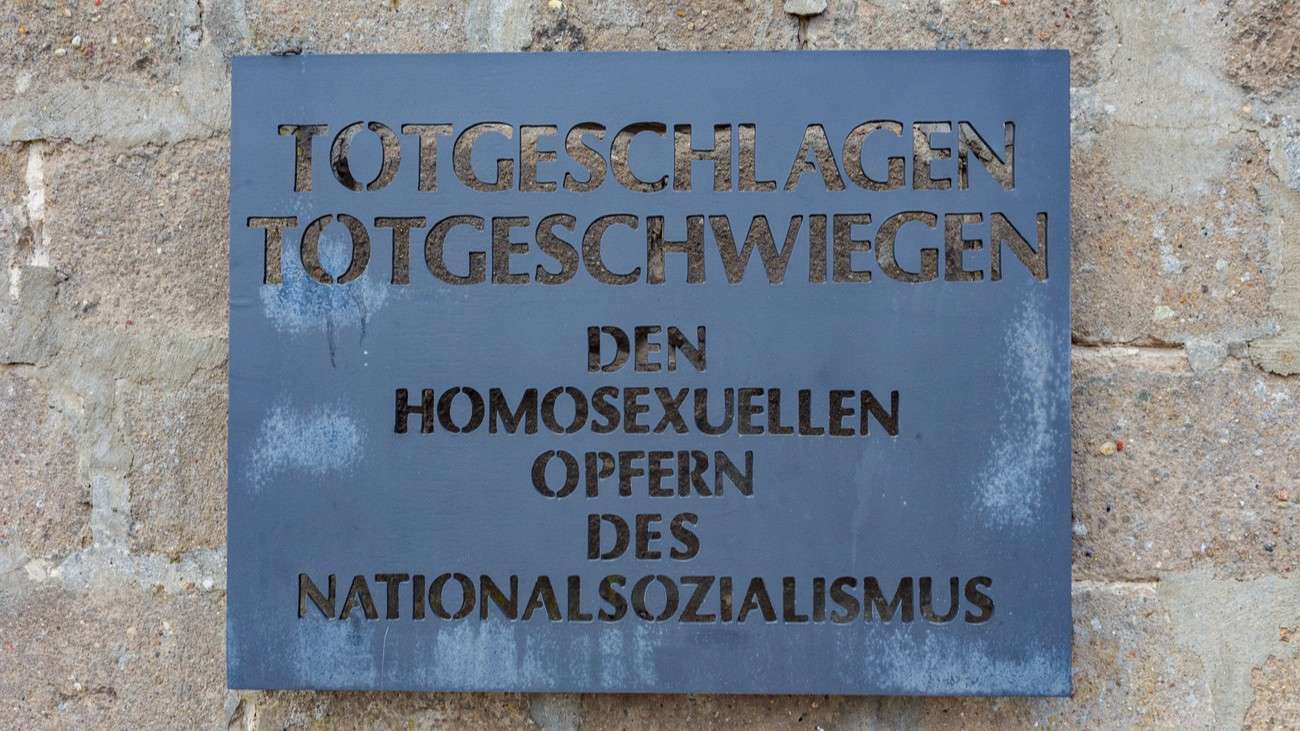 TOTGESCHLAGEN
TOTGESCHWIEGEN
DEN
HOMOSEXUELLEN
OPFERN
DES
NATIONALSOZIALISMUS